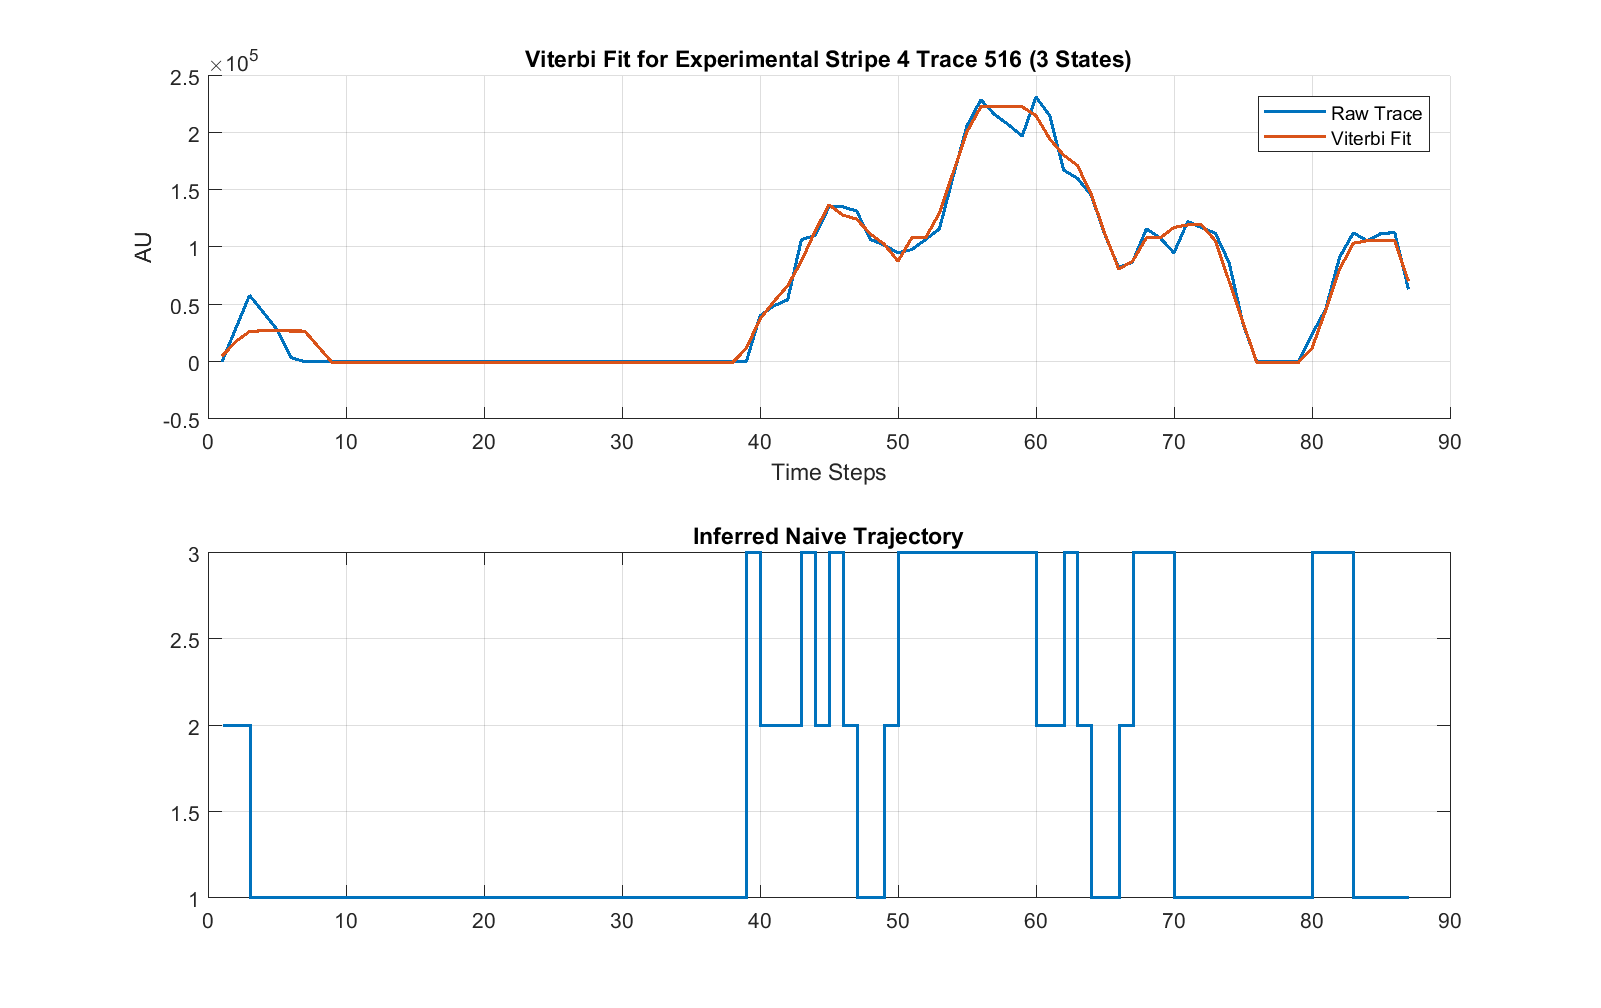 Viterbi Fit for Experimental Stripe 4 Trace 516 (3 States)
×10^5
2.5
2
1.5
1
0.5
0
-0.5
AU
Raw Trace
Viterbi Fit
0 10 20 30 40 50 60 70 80 90
Time Steps
Inferred Naive Trajectory
3
2.5
2
1.5
1
0 10 20 30 40 50 60 70 80 90